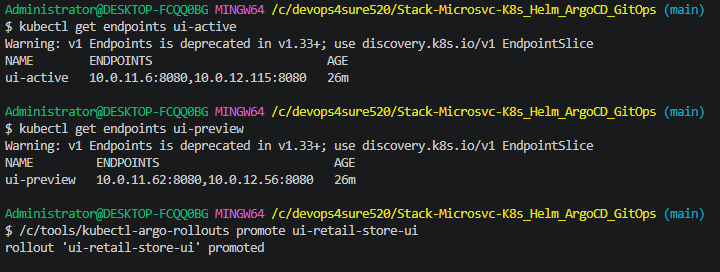 Administrator@DESKTOP-FCQQ0BG MINGW64 /c/devops4sure520/Stack-Microsvc-K8s_Helm_ArgoCD_GitOps (main)
$ kubectl get endpoints ui-active
Warning: v1 Endpoints is deprecated in v1.33+; use discovery.k8s.io/v1 EndpointSlice
NAME        ENDPOINTS                           AGE
ui-active   10.0.11.6:8080,10.0.12.115:8080   26m
Administrator@DESKTOP-FCQQ0BG MINGW64 /c/devops4sure520/Stack-Microsvc-K8s_Helm_ArgoCD_GitOps (main)
$ kubectl get endpoints ui-preview
Warning: v1 Endpoints is deprecated in v1.33+; use discovery.k8s.io/v1 EndpointSlice
NAME         ENDPOINTS                          AGE
ui-preview   10.0.11.62:8080,10.0.12.56:8080   26m
Administrator@DESKTOP-FCQQ0BG MINGW64 /c/devops4sure520/Stack-Microsvc-K8s_Helm_ArgoCD_GitOps (main)
$ /c/tools/kubectl-argo-rollouts promote ui-retail-store-ui
rollout 'ui-retail-store-ui' promoted